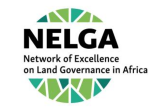 NELGA
Network of Excellence
on Land Governance in Africa